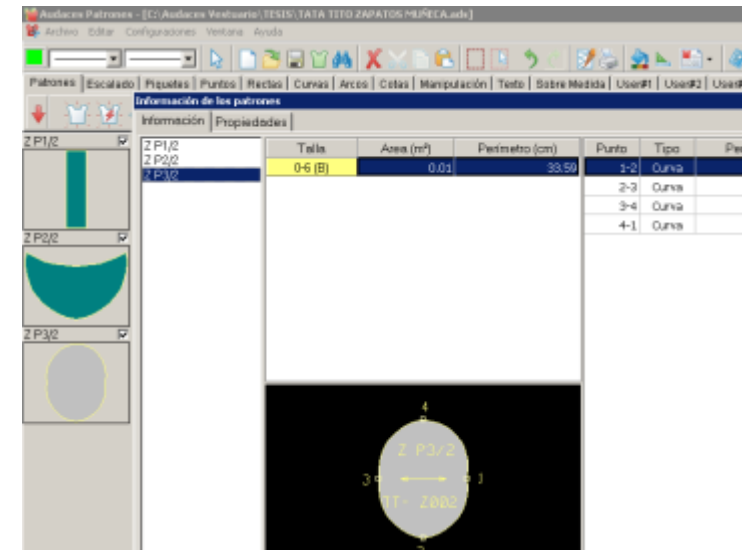 Audaces Patrones - [C:\Audaces Vestuario\TESIS\TATA TITO ZAPATOS MUÑECA.ads]
Archivo Editar Configuraciones Ventana Ayuda
Patrones Escalado Piquetes Puntos Rectas Curvas Arcos Cotas Manipulación Texto Sobre Medida User#1 User#2 User#
Información de los patrones
Información Propiedades
Z P1/2
Z P2/2
Z P3/2
Z P1/2
Z P2/2
Z P3/2
Talla Area (m²) Perímetro (cm)
0-6 (B) 0.01 33.59
Punto Tipo Pe
1-2 Curva
2-3 Curva
3-4 Curva
4-1 Curva
4
Z P3/2
3 1
TT- Z002
2